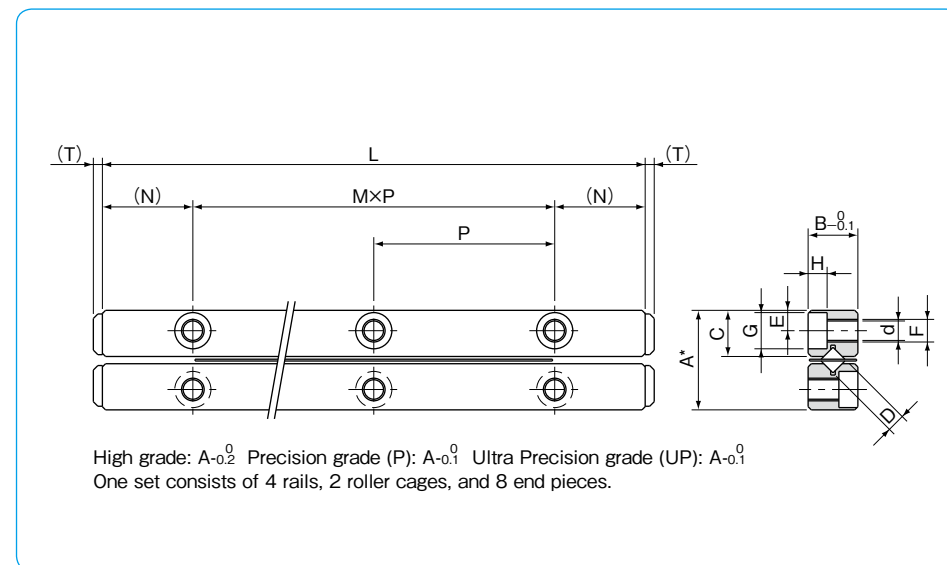 (T) L (T)
(N) M×P (N)
P
B-0.1 0
H
A* C G E d F
D
High grade: A-0.2 0 Precision grade (P): A-0.1 0 Ultra Precision grade (UP): A-0.1 0
One set consists of 4 rails, 2 roller cages, and 8 end pieces.